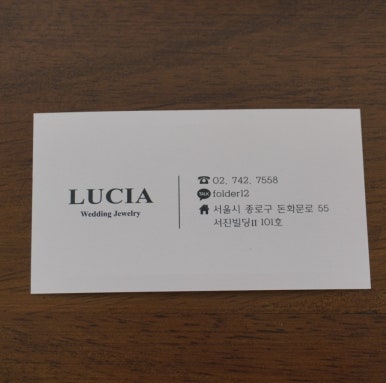 LUCIA
Wedding Jewelry
02. 742. 7558
TALK folder12
서울시 종로구 돈화문로 55
서진빌딩II 101호